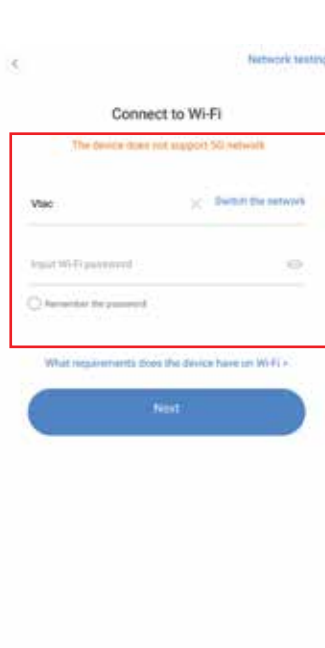 Network testing
Connect to Wi-Fi
The device does not support 5G network
Vtac
Switch the network
Input Wi-Fi password
Remember the password
What requirements does the device have on Wi-Fi >
Next